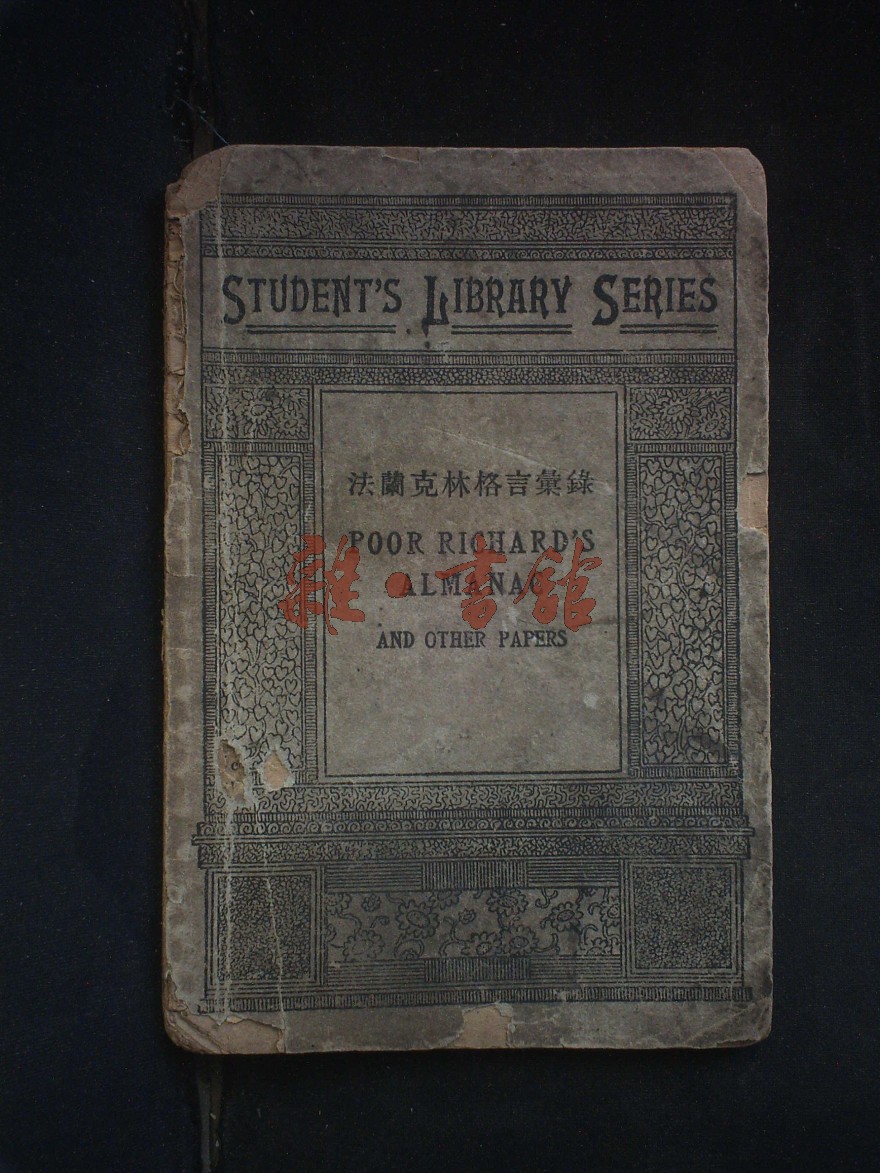 STUDENT'S LIBRARY SERIES
法蘭克林格言彙錄
POOR RICHARD'S
ALMANAC
AND OTHER PAPERS
雜·書館